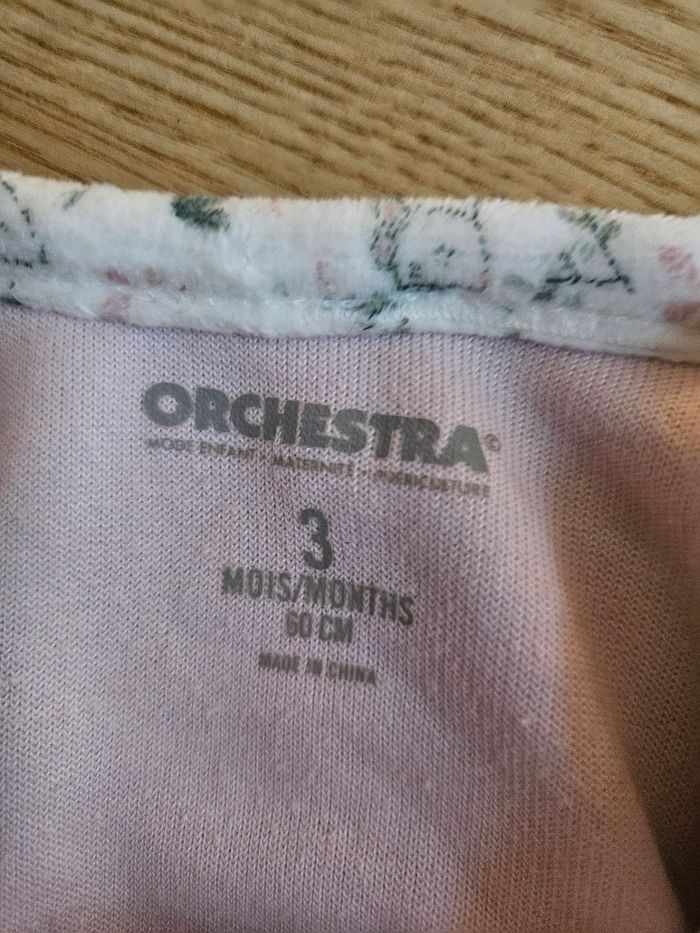 ORCHESTRA©
MODE ENFANT - MATERNITÉ - PUÉRICULTURE
3
MOIS/MONTHS
60 CM
MADE IN CHINA